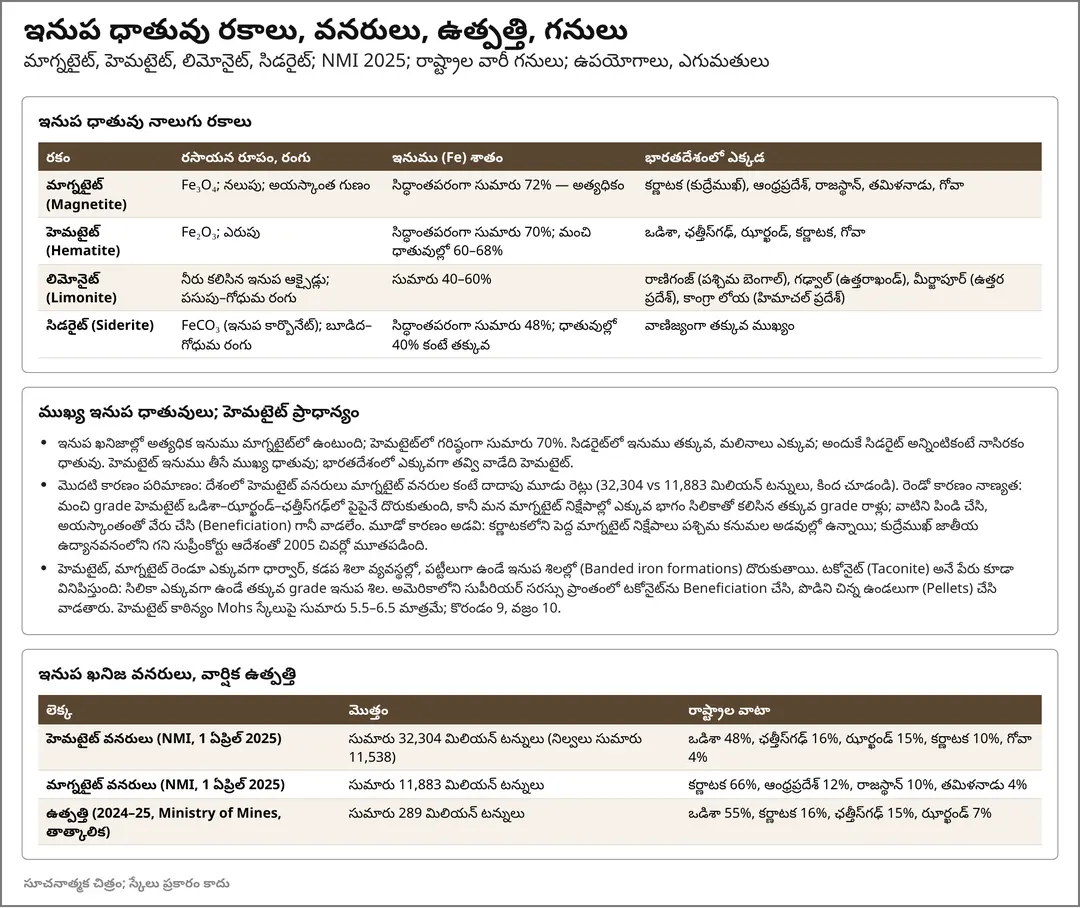 ఇనుప ధాతువు రకాలు, వనరులు, ఉత్పత్తి, గనులు
మాగ్నటైట్, హెమటైట్, లిమోనైట్, సిడరైట్; NMI 2025; రాష్ట్రాల వారీ గనులు; ఉపయోగాలు, ఎగుమతులు
ఇనుప ధాతువు నాలుగు రకాలు
రకం రసాయన రూపం, రంగు ఇనుము (Fe) శాతం భారతదేశంలో ఎక్కడ
మాగ్నటైట్ Fe₃O₄; నలుపు; అయస్కాంత గుణం సిద్ధాంతపరంగా సుమారు 72% — అత్యధికం కర్ణాటక (కుద్రేముఖ్), ఆంధ్రప్రదేశ్, రాజస్థాన్, తమిళనాడు, గోవా
(Magnetite)
హెమటైట్ Fe₂O₃; ఎరుపు సిద్ధాంతపరంగా సుమారు 70%; మంచి ఒడిశా, ఛత్తీస్‌గఢ్, ఝార్ఖండ్, కర్ణాటక, గోవా
(Hematite) ధాతువుల్లో 60–68%
లిమోనైట్ నీరు కలిసిన ఇనుప ఆక్సైడ్లు; సుమారు 40–60% రాణిగంజ్ (పశ్చిమ బెంగాల్), గఢ్వాల్ (ఉత్తరాఖండ్), మీర్జాపూర్ (ఉత్తర
(Limonite) పసుపు–గోధుమ రంగు ప్రదేశ్), కాంగ్రా లోయ (హిమాచల్ ప్రదేశ్)
సిడరైట్ (Siderite) FeCO₃ (ఇనుప కార్బొనేట్); బూడిద– సిద్ధాంతపరంగా సుమారు 48%; ధాతువుల్లో వాణిజ్యంగా తక్కువ ముఖ్యం
గోధుమ రంగు 40% కంటే తక్కువ
ముఖ్య ఇనుప ధాతువులు; హెమటైట్ ప్రాధాన్యం
• ఇనుప ఖనిజాల్లో అత్యధిక ఇనుము మాగ్నటైట్‌లో ఉంటుంది; హెమటైట్‌లో గరిష్ఠంగా సుమారు 70%. సిడరైట్‌లో ఇనుము తక్కువ, మలినాలు ఎక్కువ; అందుకే సిడరైట్ అన్నింటికంటే నాసిరకం
ధాతువు. హెమటైట్ ఇనుము తీసే ముఖ్య ధాతువు; భారతదేశంలో ఎక్కువగా తవ్వి వాడేది హెమటైట్.
• మొదటి కారణం పరిమాణం: దేశంలో హెమటైట్ వనరులు మాగ్నటైట్ వనరుల కంటే దాదాపు మూడు రెట్లు (32,304 vs 11,883 మిలియన్ టన్నులు, కింద చూడండి). రెండో కారణం నాణ్యత:
మంచి grade హెమటైట్ ఒడిశా–ఝార్ఖండ్–ఛత్తీస్‌గఢ్‌లో పైపైనే దొరుకుతుంది, కానీ మన మాగ్నటైట్ నిక్షేపాల్లో ఎక్కువ భాగం సిలికాతో కలిసిన తక్కువ grade రాళ్లు; వాటిని పిండి చేసి,
అయస్కాంతంతో వేరు చేసి (Beneficiation) గానీ వాడలేం. మూడో కారణం అడవి: కర్ణాటకలోని పెద్ద మాగ్నటైట్ నిక్షేపాలు పశ్చిమ కనుమల అడవుల్లో ఉన్నాయి; కుద్రేముఖ్ జాతీయ
ఉద్యానవనంలోని గని సుప్రీంకోర్టు ఆదేశంతో 2005 చివర్లో మూతపడింది.
• హెమటైట్, మాగ్నటైట్ రెండూ ఎక్కువగా ధార్వార్, కడప శిలా వ్యవస్థల్లో, పట్టీలుగా ఉండే ఇనుప శిలల్లో (Banded iron formations) దొరుకుతాయి. టకోనైట్ (Taconite) అనే పేరు కూడా
వినిపిస్తుంది: సిలికా ఎక్కువగా ఉండే తక్కువ grade ఇనుప శిల. అమెరికాలోని సుపీరియర్ సరస్సు ప్రాంతంలో టకోనైట్‌ను Beneficiation చేసి, పొడిని చిన్న ఉండలుగా (Pellets) చేసి
వాడతారు. హెమటైట్ కాఠిన్యం Mohs స్కేలుపై సుమారు 5.5–6.5 మాత్రమే; కొరండం 9, వజ్రం 10.
ఇనుప ఖనిజ వనరులు, వార్షిక ఉత్పత్తి
లెక్క మొత్తం రాష్ట్రాల వాటా
హెమటైట్ వనరులు (NMI, 1 ఏప్రిల్ 2025) సుమారు 32,304 మిలియన్ టన్నులు (నిల్వలు సుమారు ఒడిశా 48%, ఛత్తీస్‌గఢ్ 16%, ఝార్ఖండ్ 15%, కర్ణాటక 10%, గోవా
11,538) 4%
మాగ్నటైట్ వనరులు (NMI, 1 ఏప్రిల్ 2025) సుమారు 11,883 మిలియన్ టన్నులు కర్ణాటక 66%, ఆంధ్రప్రదేశ్ 12%, రాజస్థాన్ 10%, తమిళనాడు 4%
ఉత్పత్తి (2024–25, Ministry of Mines, సుమారు 289 మిలియన్ టన్నులు ఒడిశా 55%, కర్ణాటక 16%, ఛత్తీస్‌గఢ్ 15%, ఝార్ఖండ్ 7%
తాత్కాలిక)
సూచనాత్మక చిత్రం; స్కేలు ప్రకారం కాదు